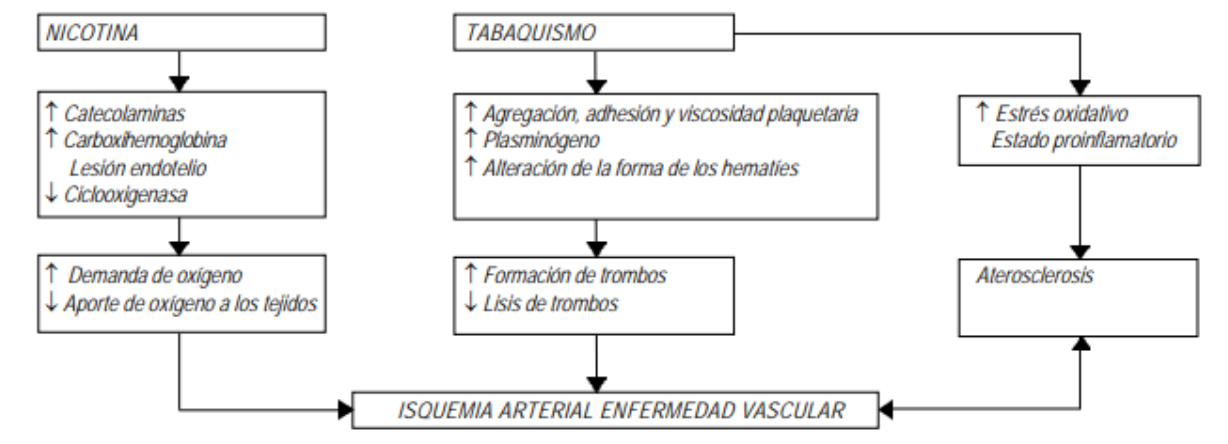 NICOTINA
TABAQUISMO
↑ Catecolaminas
↑ Carboxihemoglobina
Lesión endotelio
↓ Ciclooxigenasa
↑ Agregación, adhesión y viscosidad plaquetaria
↑ Plasminógeno
↑ Alteración de la forma de los hematíes
↑ Estrés oxidativo
Estado proinflamatorio
↑ Demanda de oxígeno
↓ Aporte de oxígeno a los tejidos
↑ Formación de trombos
↓ Lisis de trombos
Aterosclerosis
ISQUEMIA ARTERIAL ENFERMEDAD VASCULAR